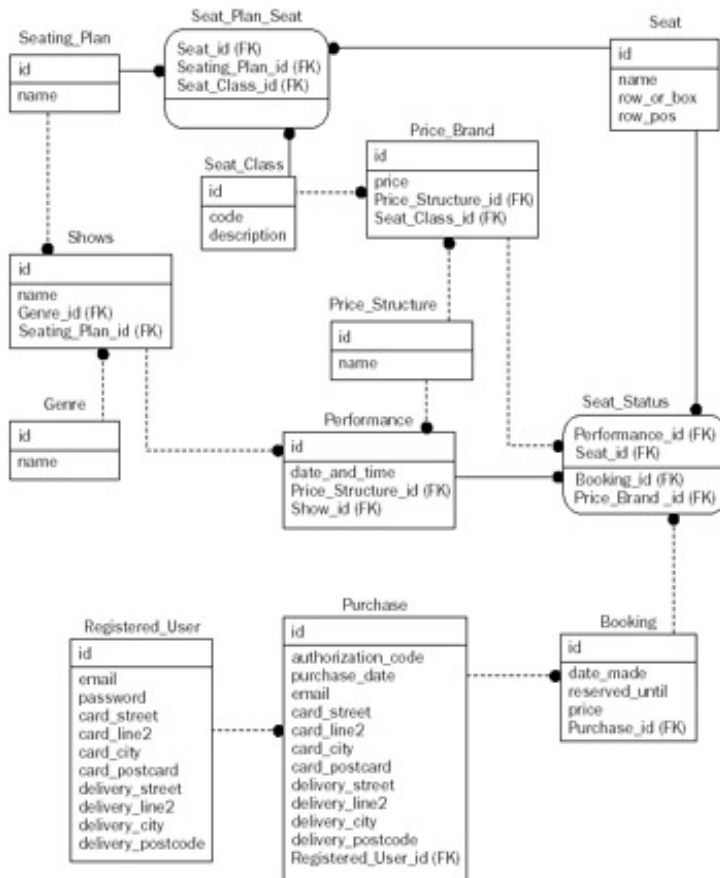 Seating_Plan
id
name
Seat_Plan_Seat
Seat_id (FK)
Seating_Plan_id (FK)
Seat_Class_id (FK)
Seat
id
name
row_or_box
row_pos
Seat_Class
id
code
description
Price_Brand
id
price
Price_Structure_id (FK)
Seat_Class_id (FK)
Shows
id
name
Genre_id (FK)
Seating_Plan_id (FK)
Price_Structure
id
name
Genre
id
name
Performance
id
date_and_time
Price_Structure_id (FK)
Show_id (FK)
Seat_Status
Performance_id (FK)
Seat_id (FK)
Booking_id (FK)
Price_Brand _id (FK)
Registered_User
id
email
password
card_street
card_line2
card_city
card_postcard
delivery_street
delivery_line2
delivery_city
delivery_postcode
Purchase
id
authorization_code
purchase_date
email
card_street
card_line2
card_city
card_postcard
delivery_street
delivery_line2
delivery_city
delivery_postcode
Registered_User_id (FK)
Booking
id
date_made
reserved_until
price
Purchase_id (FK)